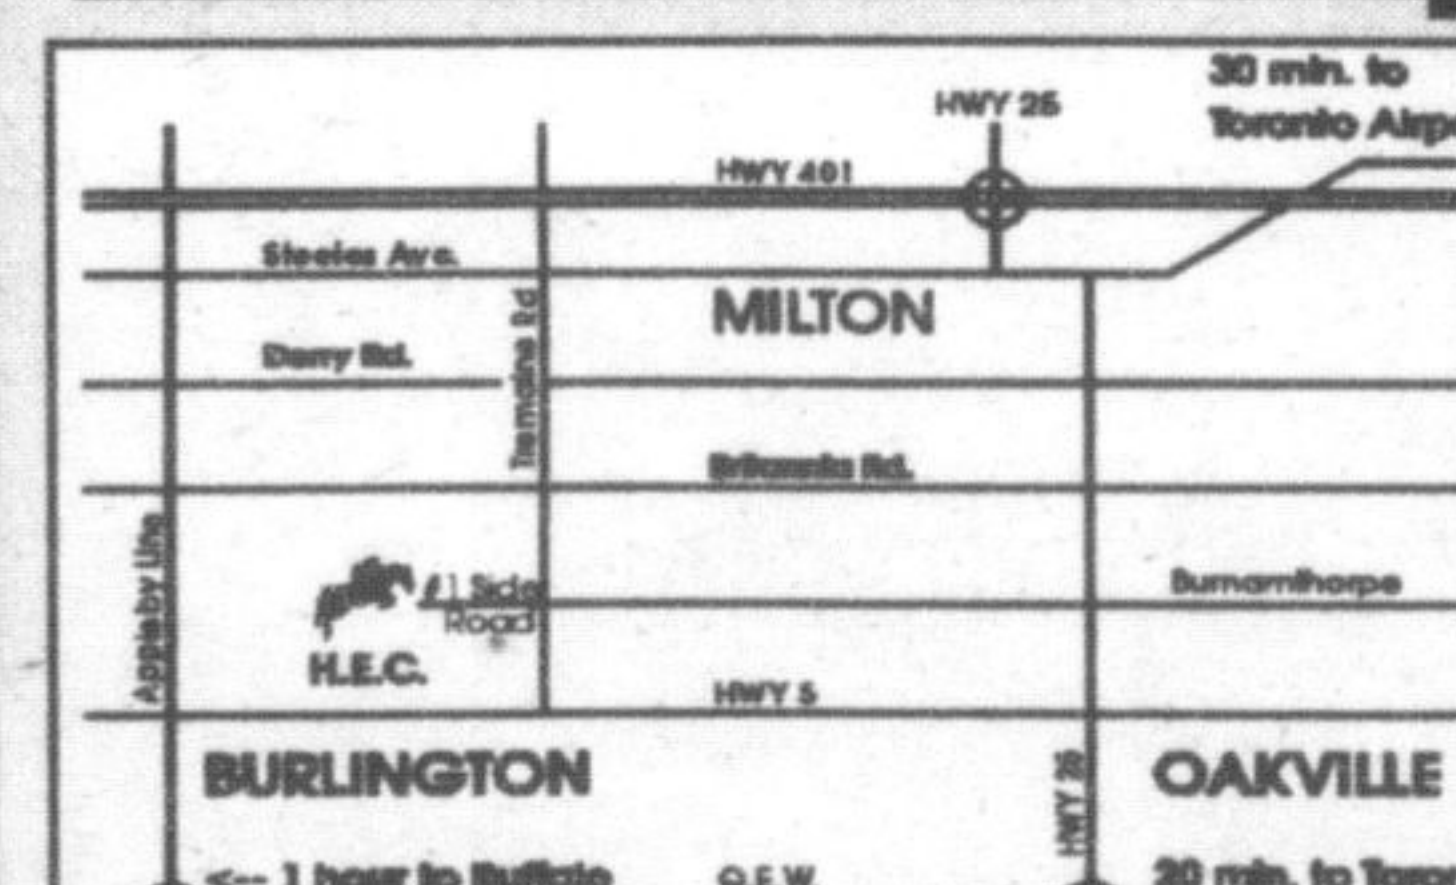 30 min. to
HWY 25
Toronto Airp
HWY 401
Steeles Ave.
MILTON
Tremaine Rd
Derry Rd.
Britannia Rd.
Appleby Line
#1 Side
Road
Burnamthorpe
H.E.C.
HWY 5
BURLINGTON
OAKVILLE
HWY 25
<-- 1 hour to Buffalo
Q.E.W.
20 min. to Toro